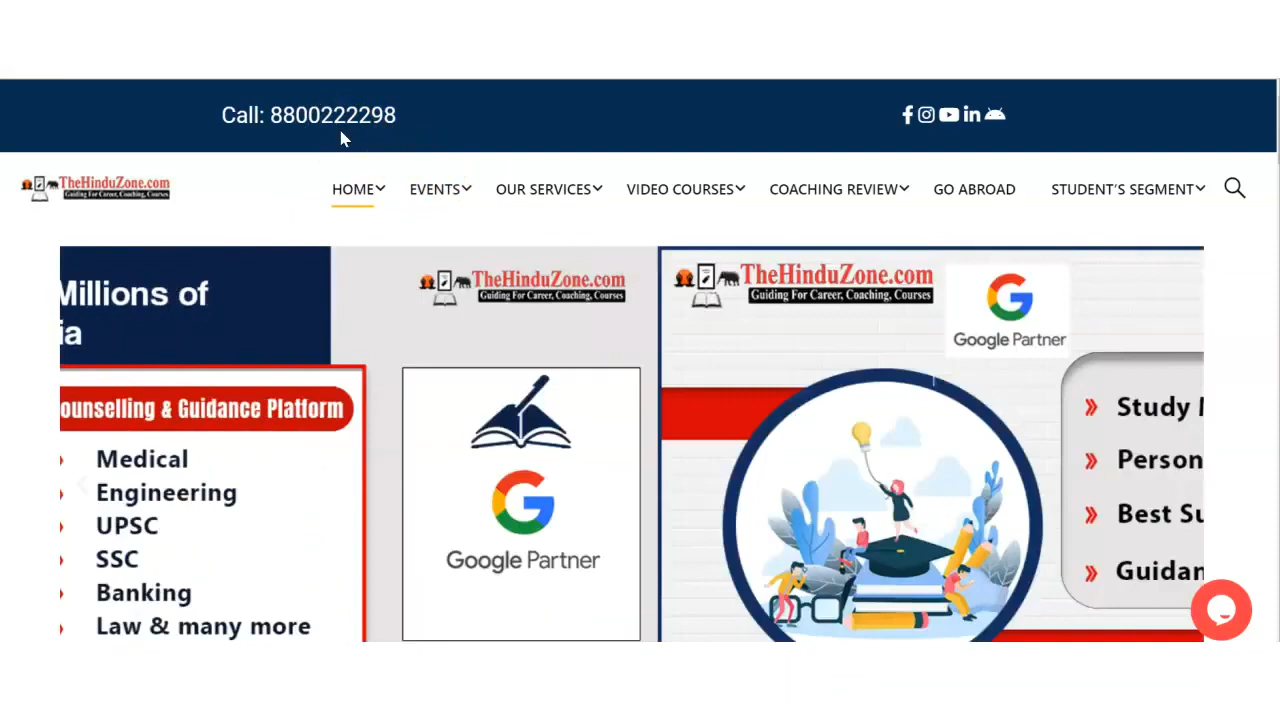 Call: 8800222298
TheHinduZone.com
Guiding For Career, Coaching, Courses
HOME EVENTS OUR SERVICES VIDEO COURSES COACHING REVIEW GO ABROAD STUDENT'S SEGMENT
Millions of
ia
ounselling & Guidance Platform
Medical
Engineering
UPSC
SSC
Banking
Law & many more
TheHinduZone.com
Guiding For Career, Coaching, Courses
Google Partner
TheHinduZone.com
Guiding For Career, Coaching, Courses
Google Partner
Study
Person
Best Su
Guidan